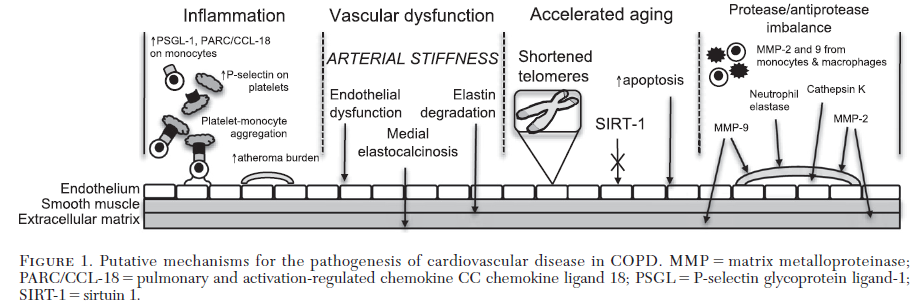 Inflammation
Vascular dysfunction
Accelerated aging
Protease/antiprotease
imbalance
↑PSGL-1, PARC/CCL-18
on monocytes
↑P-selectin on
platelets
Platelet-monocyte
aggregation
↑atheroma burden
ARTERIAL STIFFNESS
Endothelial
dysfunction
Elastin
degradation
Medial
elastocalcinosis
Shortened
telomeres
↑apoptosis
SIRT-1
MMP-2 and 9 from
monocytes & macrophages
Neutrophil
elastase
Cathepsin K
MMP-9
MMP-2
Endothelium
Smooth muscle
Extracellular matrix
FIGURE 1. Putative mechanisms for the pathogenesis of cardiovascular disease in COPD. MMP = matrix metalloproteinase;
PARC/CCL-18 = pulmonary and activation-regulated chemokine CC chemokine ligand 18; PSGL = P-selectin glycoprotein ligand-1;
SIRT-1 = sirtuin 1.